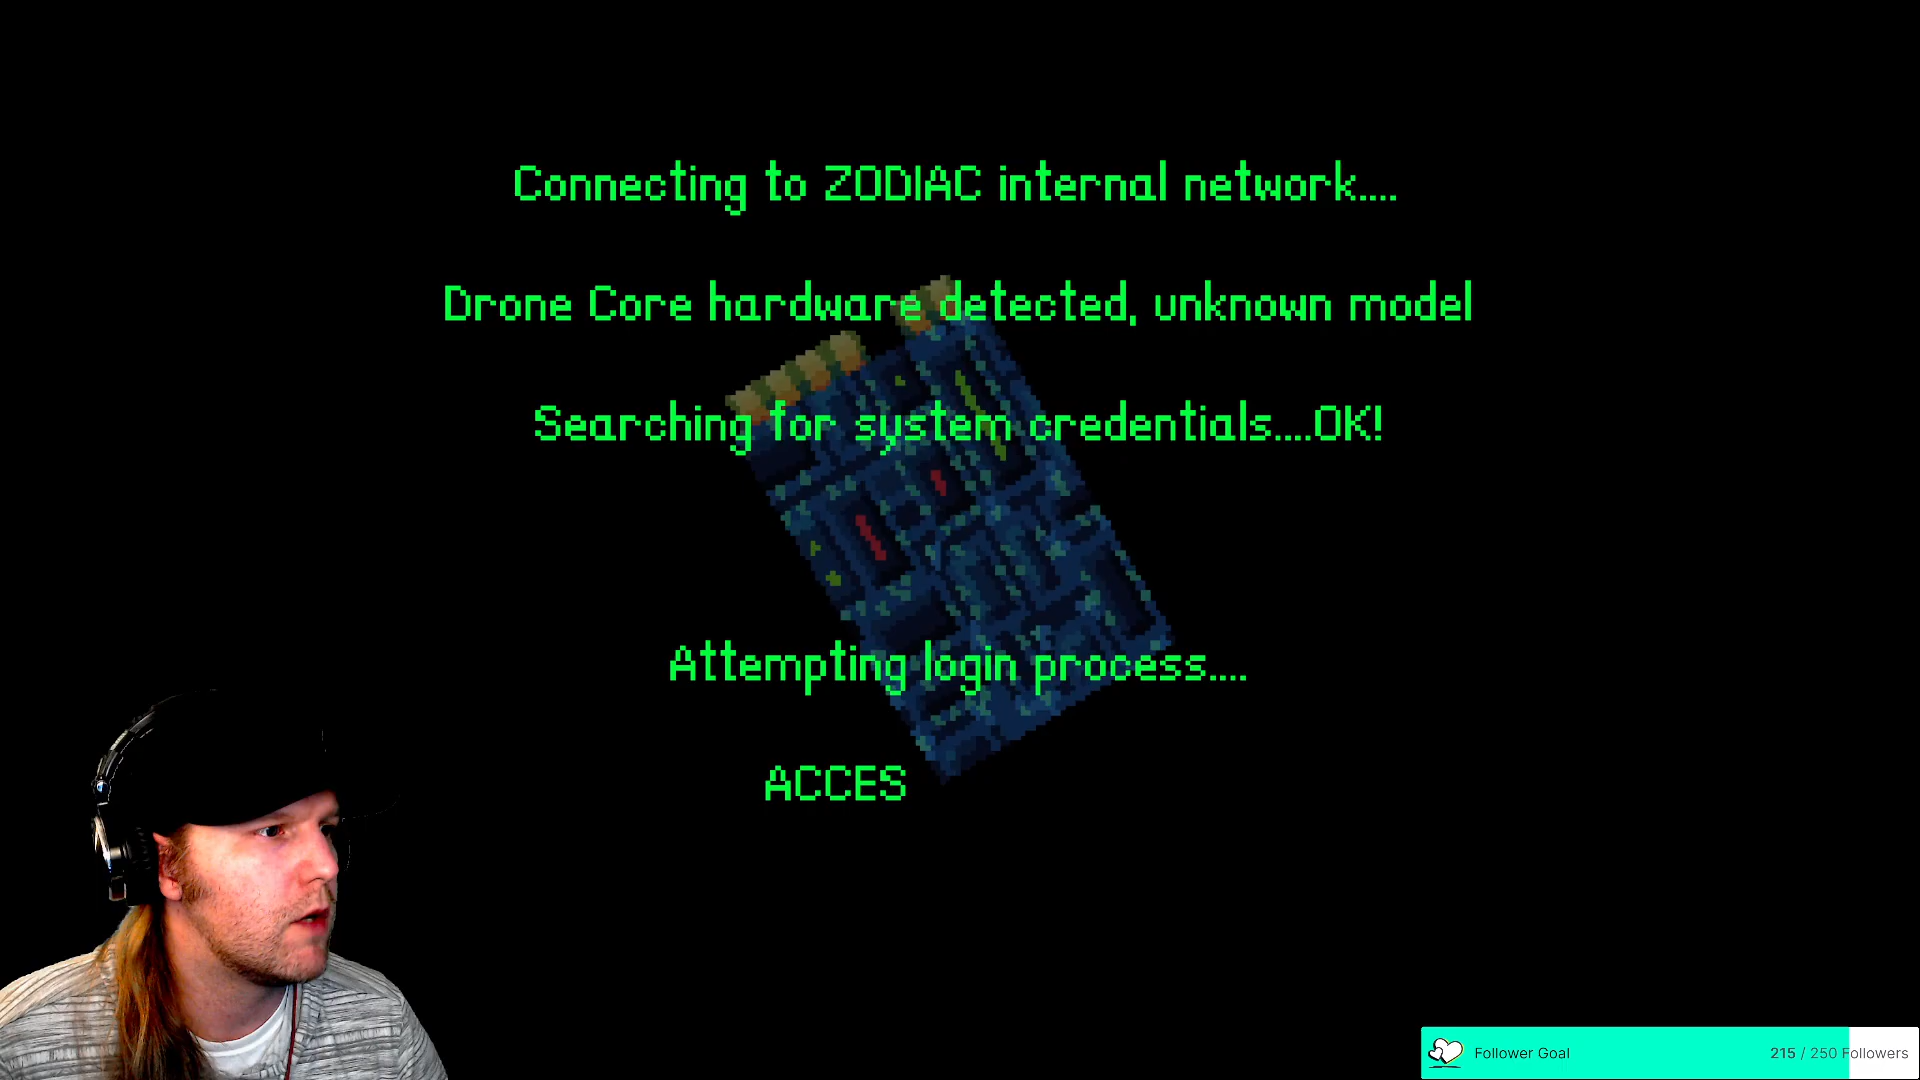 Connecting to ZODIAC internal network....
Drone Core hardware detected, unknown model
Searching for system credentials....OK!
Attempting login process....
ACCES
Follower Goal
215 / 250 Followers